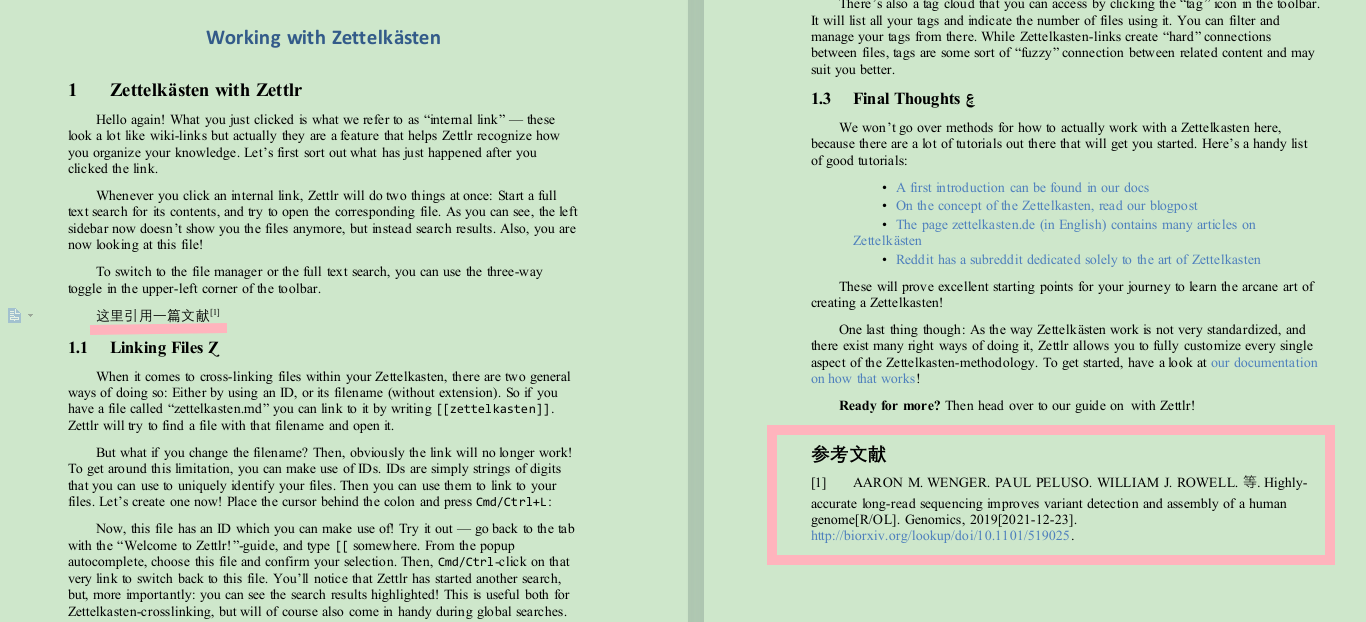 Working with Zettelkästen
1 Zettelkästen with Zettlr
Hello again! What you just clicked is what we refer to as “internal link” — these
look a lot like wiki-links but actually they are a feature that helps Zettlr recognize how
you organize your knowledge. Let’s first sort out what has just happened after you
clicked the link.
Whenever you click an internal link, Zettlr will do two things at once: Start a full
text search for its contents, and try to open the corresponding file. As you can see, the left
sidebar now doesn’t show you the files anymore, but instead search results. Also, you are
now looking at this file!
To switch to the file manager or the full text search, you can use the three-way
toggle in the upper-left corner of the toolbar.
这里引用一篇文献[1]
1.1 Linking Files
When it comes to cross-linking files within your Zettelkasten, there are two general
ways of doing so: Either by using an ID, or its filename (without extension). So if you
have a file called “zettelkasten.md” you can link to it by writing [[zettelkasten]].
Zettlr will try to find a file with that filename and open it.
But what if you change the filename? Then, obviously the link will no longer work!
To get around this limitation, you can make use of IDs. IDs are simply strings of digits
that you can use to uniquely identify your files. Then you can use them to link to your
files. Let’s create one now! Place the cursor behind the colon and press Cmd/Ctrl+L:
Now, this file has an ID which you can make use of! Try it out — go back to the tab
with the “Welcome to Zettlr!”-guide, and type [[ somewhere. From the popup
autocomplete, choose this file and confirm your selection. Then, Cmd/Ctrl-click on that
very link to switch back to this file. You’ll notice that Zettlr has started another search,
but, more importantly: you can see the search results highlighted! This is useful both for
Zettelkasten-crosslinking, but will of course also come in handy during global searches.
There’s also a tag cloud that you can access by clicking the “tag” icon in the toolbar.
It will list all your tags and indicate the number of files using it. You can filter and
manage your tags from there. While Zettelkasten-links create “hard” connections
between files, tags are some sort of “fuzzy” connection between related content and may
suit you better.
1.3 Final Thoughts
We won’t go over methods for how to actually work with a Zettelkasten here,
because there are a lot of tutorials out there that will get you started. Here’s a handy list
of good tutorials:
• A first introduction can be found in our docs
• On the concept of the Zettelkasten, read our blogpost
• The page zettelkasten.de (in English) contains many articles on
Zettelkästen
• Reddit has a subreddit dedicated solely to the art of Zettelkasten
These will prove excellent starting points for your journey to learn the arcane art of
creating a Zettelkasten!
One last thing though: As the way Zettelkästen work is not very standardized, and
there exist many right ways of doing it, Zettlr allows you to fully customize every single
aspect of the Zettelkasten-methodology. To get started, have a look at our documentation
on how that works!
Ready for more? Then head over to our guide on with Zettlr!
参考文献
[1] AARON M. WENGER. PAUL PELUSO. WILLIAM J. ROWELL. 等. Highly-
accurate long-read sequencing improves variant detection and assembly of a human
genome[R/OL]. Genomics, 2019[2021-12-23].
http://biorxiv.org/lookup/doi/10.1101/519025.